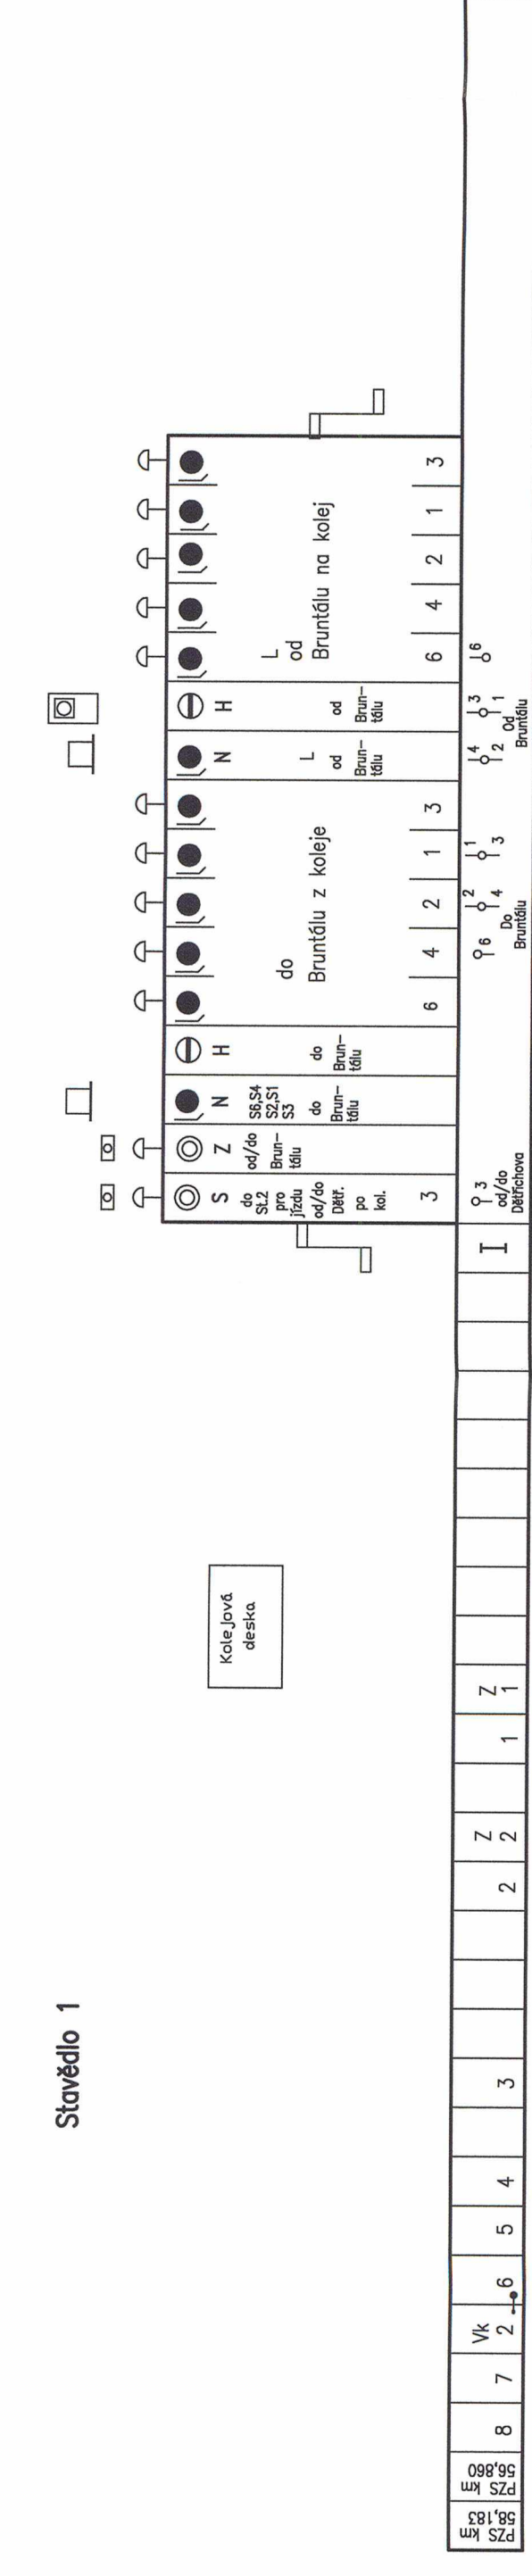 Stavědlo 1
Kolejová
deska
S
do
St.2
pro
jízdu
od/do
Dětř.
po
kol.
3
Z
od/do
Brun-
tálu
N
S6,S4
S2,S1
S3
do
Brun-
tálu
H
do
Brun-
tálu
do
Bruntálu z koleje
6 4 2 1 3
N
L
od
Brun-
tálu
H
od
Brun-
tálu
L
od
Bruntálu na kolej
6 4 2 1 3
PZS km
58,183
PZS km
56,860
8
7
Vk
2
6
5
4
3
2
Z
2
1
Z
1
I
3
od/do
Dětřichova
6
2
4
Do
Bruntálu
1
3
4
2
3
1
Od
Bruntálu
6